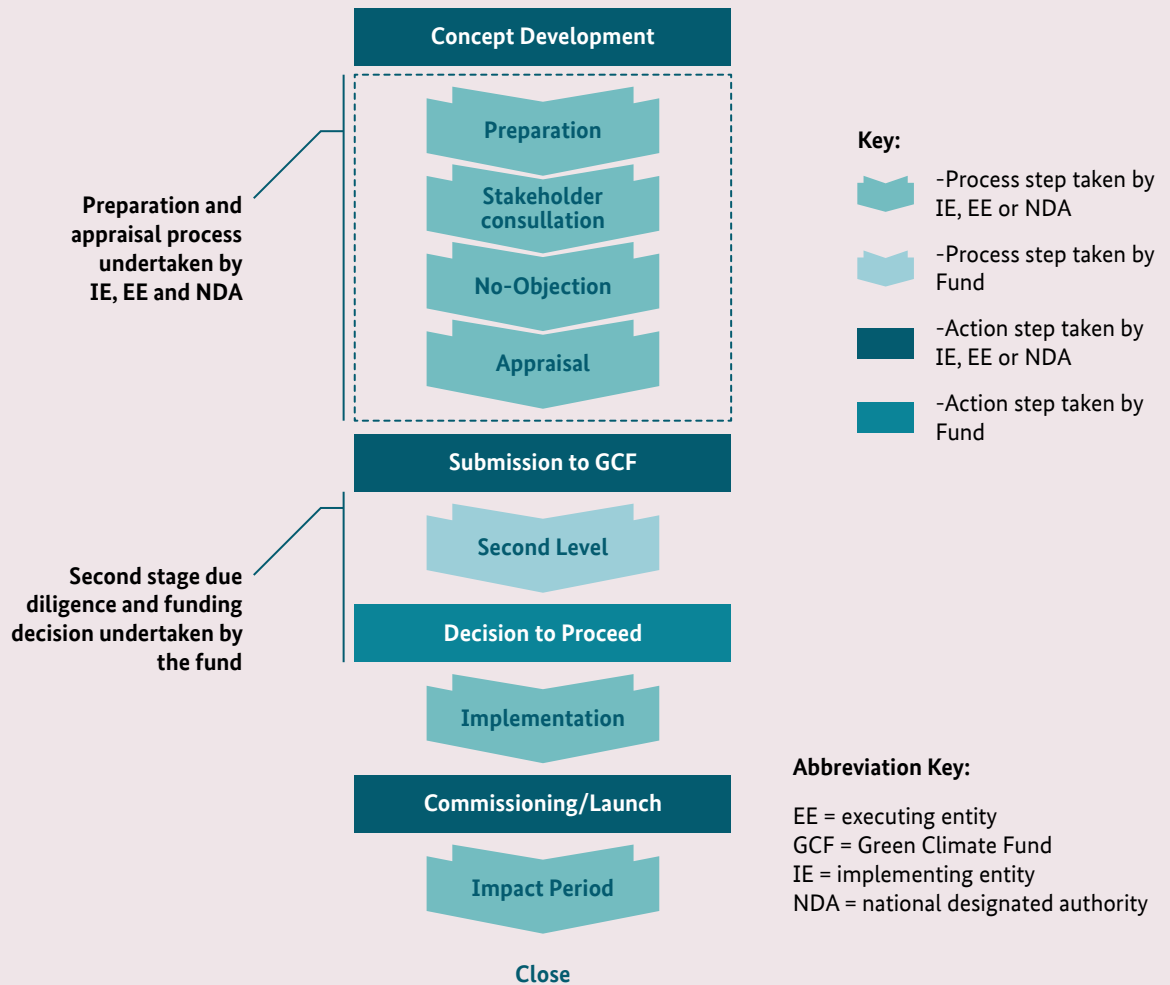 Concept Development
Preparation
Stakeholder
consullation
No-Objection
Appraisal
Preparation and
appraisal process
undertaken by
IE, EE and NDA
Submission to GCF
Second Level
Decision to Proceed
Second stage due
diligence and funding
decision undertaken by
the fund
Implementation
Commissioning/Launch
Impact Period
Close
Key:
-Process step taken by
IE, EE or NDA
-Process step taken by
Fund
-Action step taken by
IE, EE or NDA
-Action step taken by
Fund
Abbreviation Key:
EE = executing entity
GCF = Green Climate Fund
IE = implementing entity
NDA = national designated authority